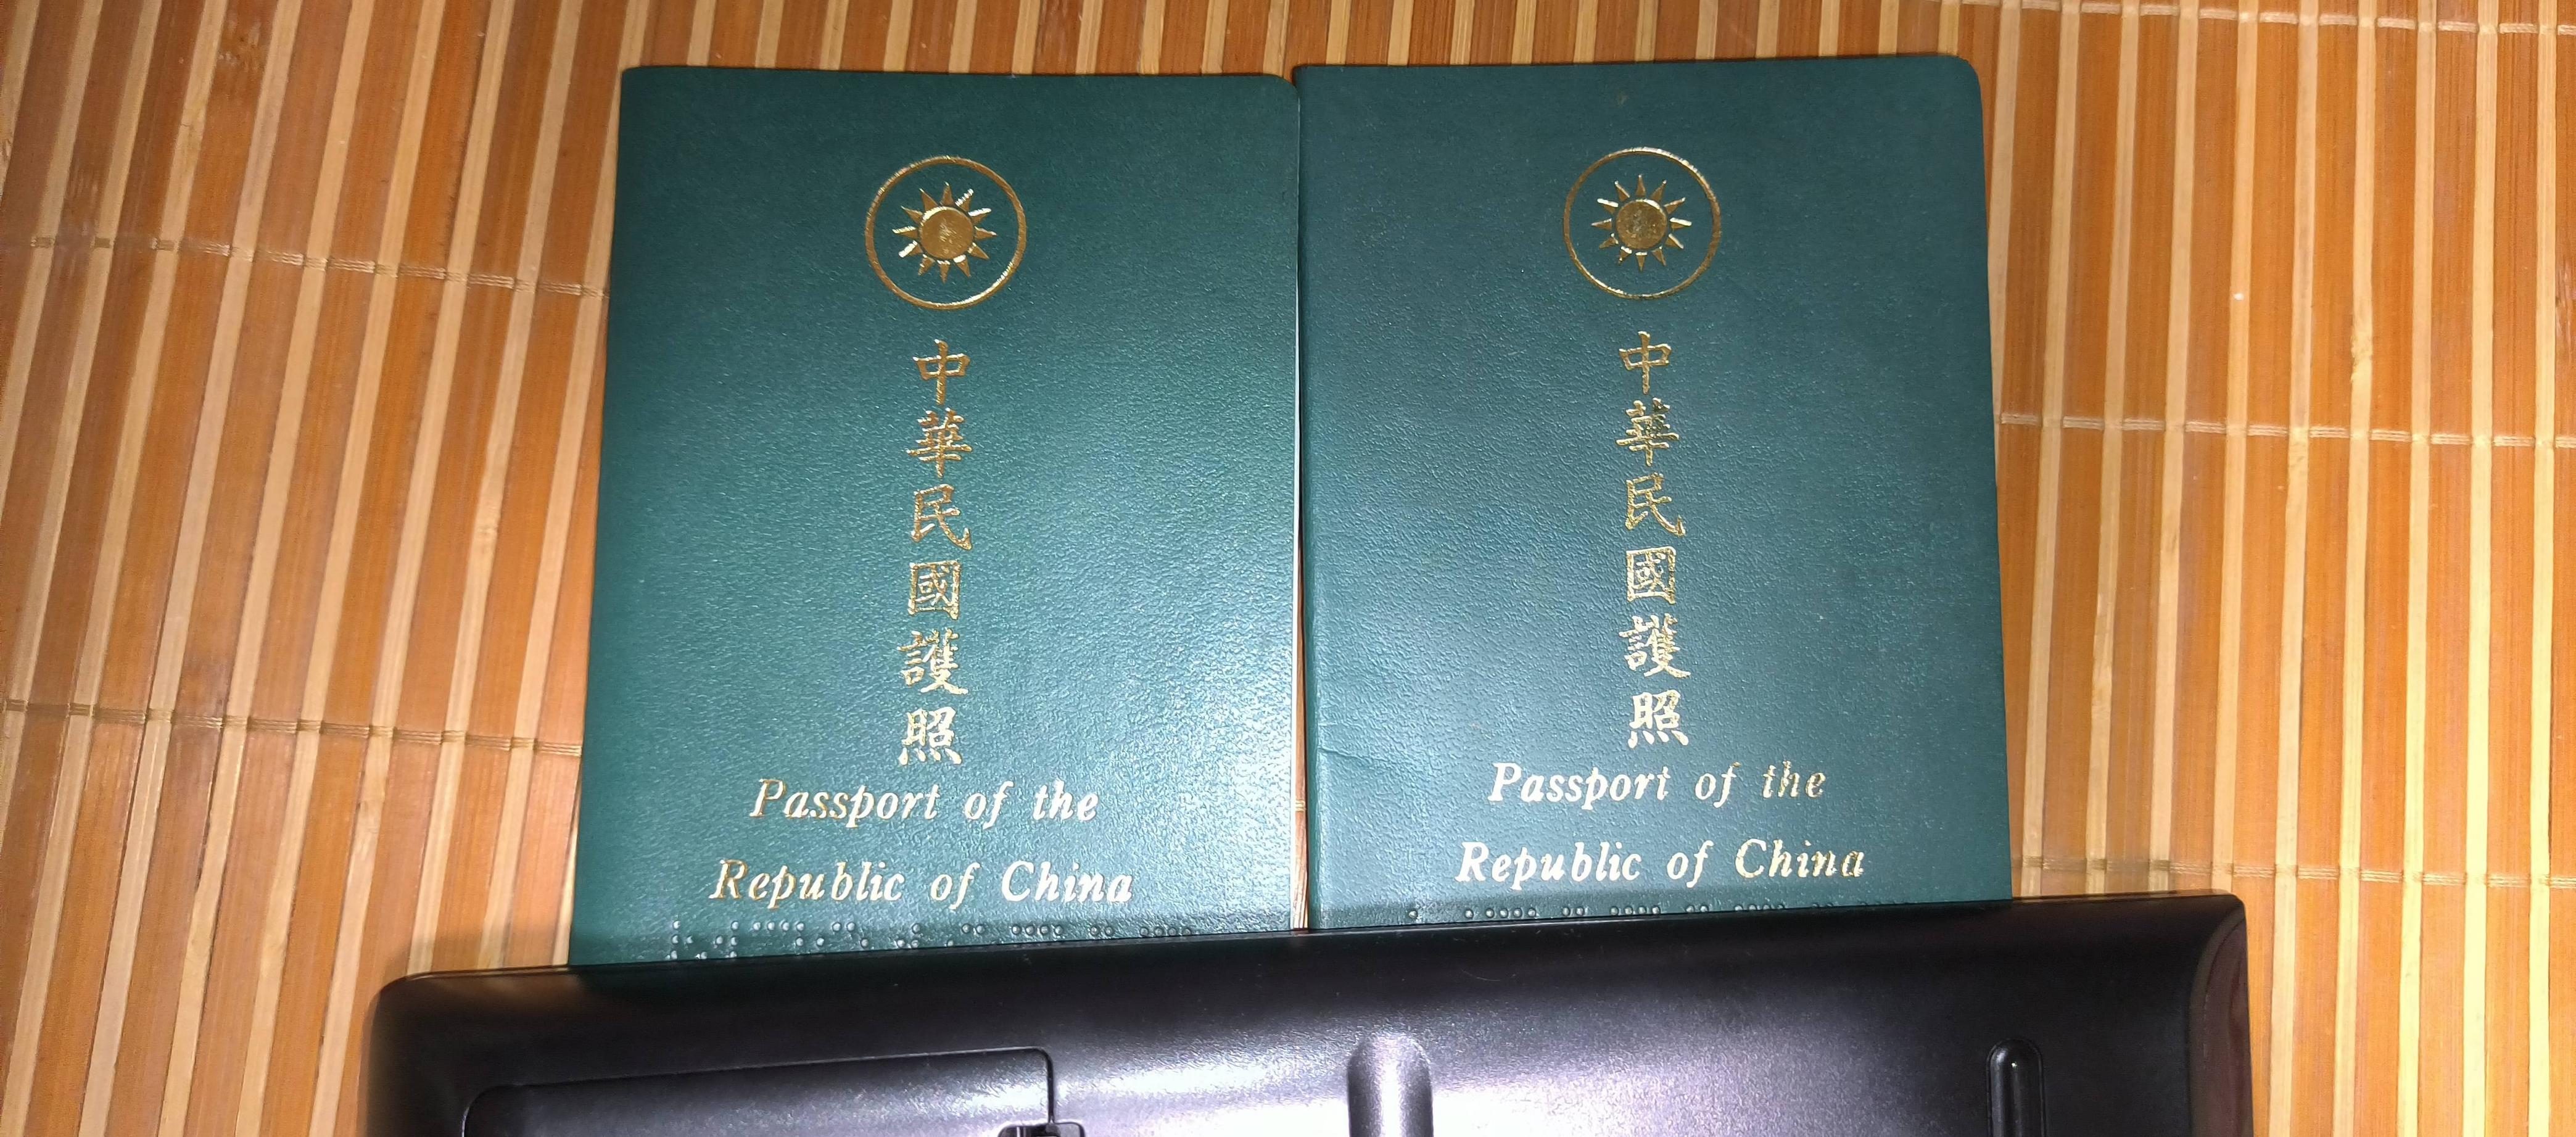 中華民國護照
Passport of the
Republic of China
中華民國護照
Passport of the
Republic of China